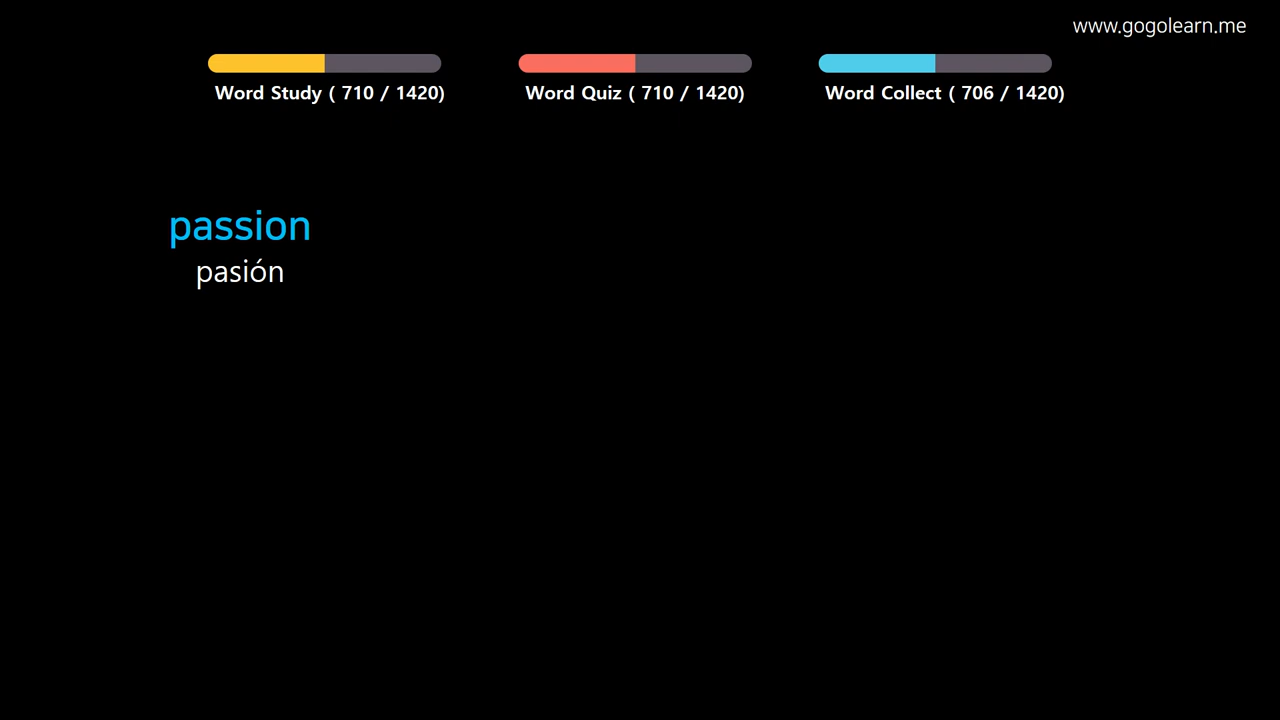 www.gogolearn.me
Word Study ( 710 / 1420)
Word Quiz ( 710 / 1420)
Word Collect ( 706 / 1420)
passion
pasión